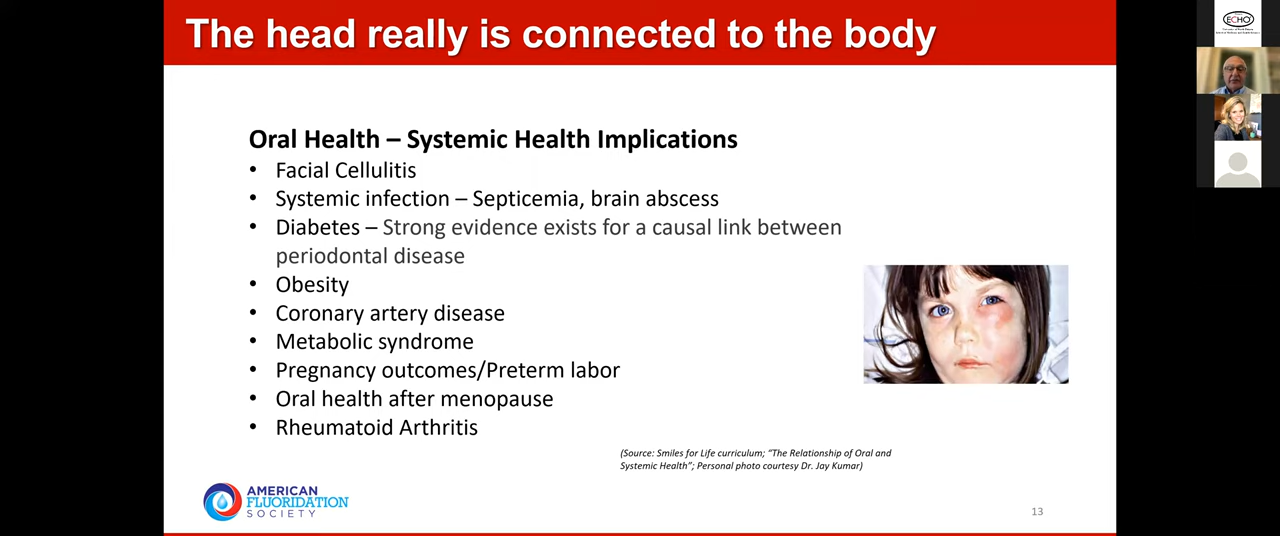 The head really is connected to the body
Oral Health – Systemic Health Implications
• Facial Cellulitis
• Systemic infection – Septicemia, brain abscess
• Diabetes – Strong evidence exists for a causal link between
periodontal disease
• Obesity
• Coronary artery disease
• Metabolic syndrome
• Pregnancy outcomes/Preterm labor
• Oral health after menopause
• Rheumatoid Arthritis
(Source: Smiles for Life curriculum; “The Relationship of Oral and
Systemic Health”; Personal photo courtesy Dr. Jay Kumar)
AMERICAN
FLUORIDATION
SOCIETY
13
ECHO